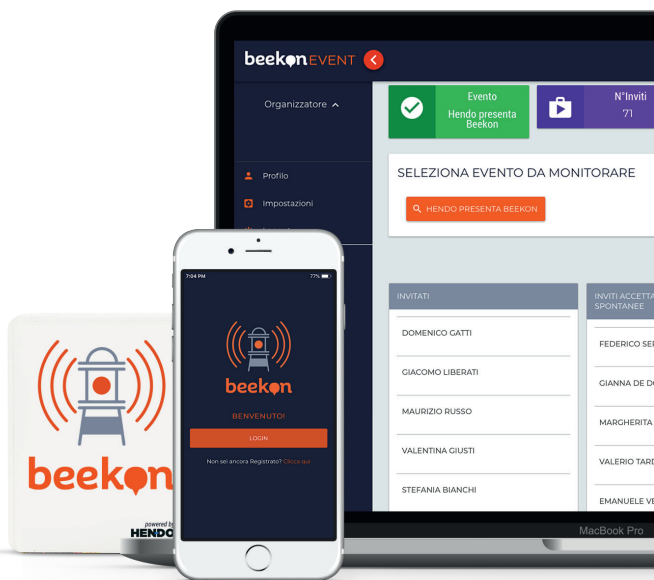 beekon EVENT
Organizzatore
Profilo
Impostazioni
Evento
Hendo presenta
Beekon
N°Inviti
71
SELEZIONA EVENTO DA MONITORARE
HENDO PRESENTA BEEKON
INVITATI
DOMENICO GATTI
GIACOMO LIBERATI
MAURIZIO RUSSO
VALENTINA GIUSTI
STEFANIA BIANCHI
INVITI ACCETTA
SPONTANEE
FEDERICO SE
GIANNA DE D
MARGHERITA
VALERIO TARD
EMANUELE VE
MacBook Pro
7:04 PM 77%
beekon
BENVENUTO!
LOGIN
Non sei ancora Registrato? Clicca qui
beekon
powered by
HENDO